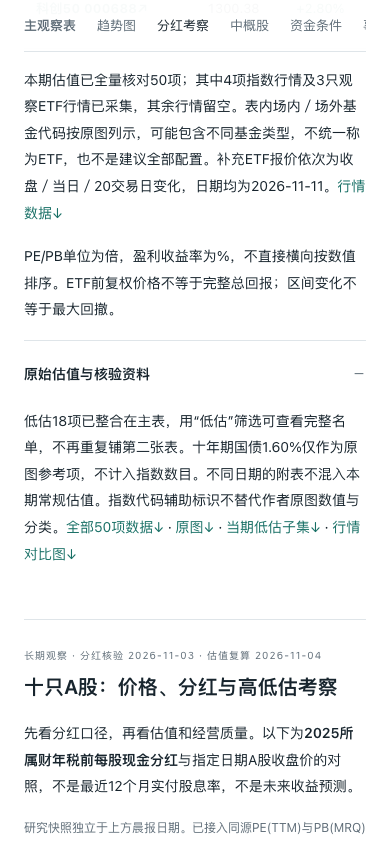 主观察表 趋势图 分红考察 中概股 资金条件
本期估值已全量核对50项；其中4项指数行情及3只观
察ETF行情已采集，其余行情留空。表内场内 / 场外基
金代码按原图列示，可能包含不同基金类型，不统一称
为ETF，也不是建议全部配置。补充ETF报价依次为收
盘 / 当日 / 20交易日变化，日期均为2026-11-11。行情
数据↓
PE/PB单位为倍，盈利收益率为%，不直接横向按数值
排序。ETF前复权价格不等于完整总回报；区间变化不
等于最大回撤。
原始估值与核验资料 −
低估18项已整合在主表，用“低估”筛选可查看完整名
单，不再重复铺第二张表。十年期国债1.60%仅作为原
图参考项，不计入指数数目。不同日期的附表不混入本
期常规估值。指数代码辅助标识不替代作者原图数值与
分类。全部50项数据↓ · 原图↓ · 当期低估子集↓ · 行情
对比图↓
长期观察 · 分红核验 2026-11-03 · 估值复算 2026-11-04
十只A股：价格、分红与高低估考察
先看分红口径，再看估值和经营质量。以下为2025所
属财年税前每股现金分红与指定日期A股收盘价的对
照，不是最近12个月实付股息率，不是未来收益预测。
研究快照独立于上方晨报日期。已接入同源PE(TTM)与PB(MRQ)